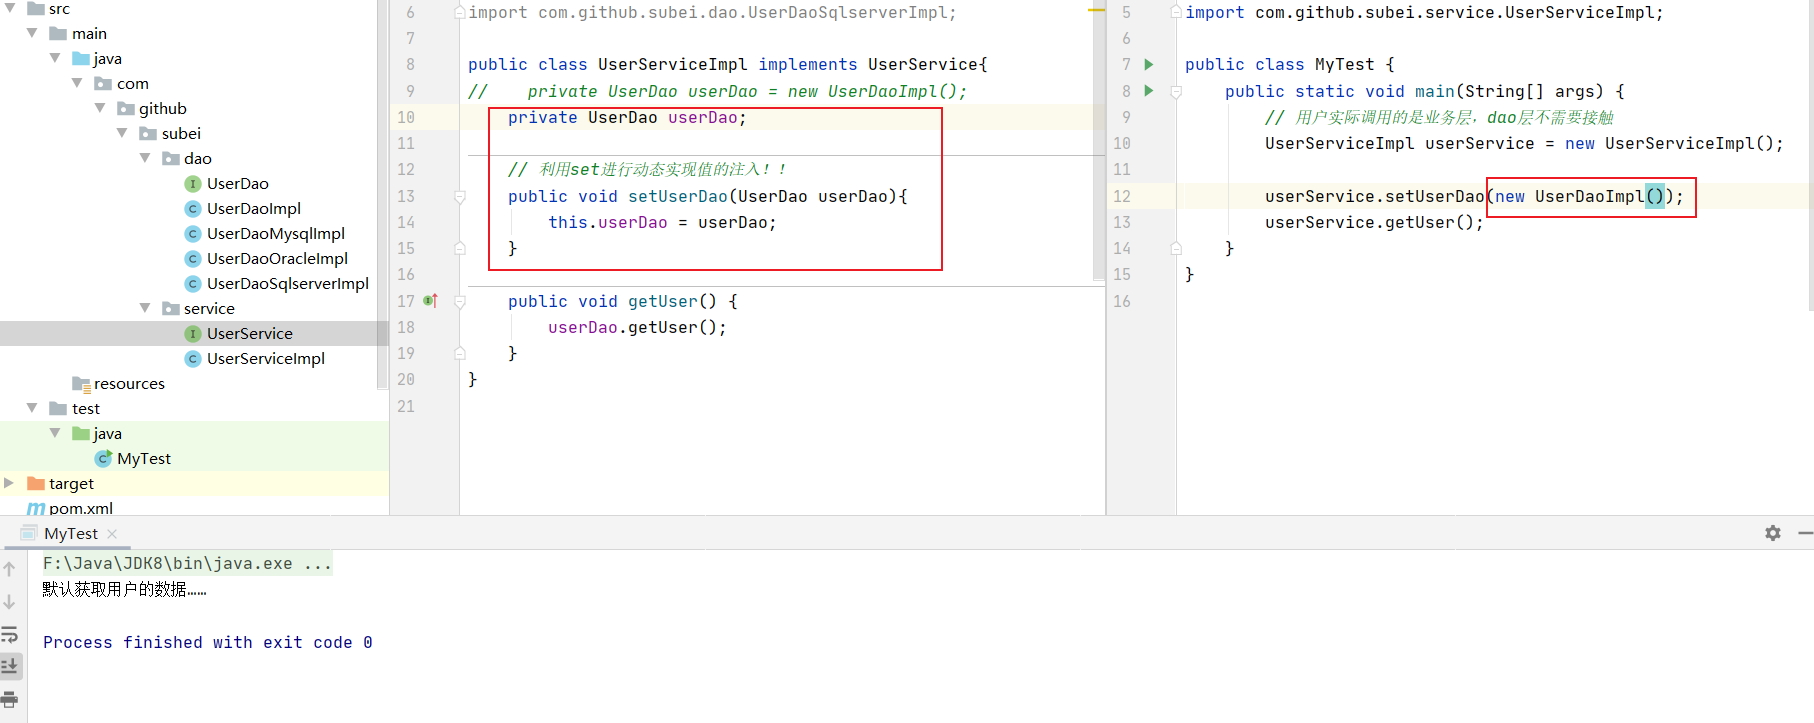 src
main
java
com
github
subei
dao
UserDao
UserDaoImpl
UserDaoMysqlImpl
UserDaoOracleImpl
UserDaoSqlserverImpl
service
UserService
UserServiceImpl
resources
test
java
MyTest
target
pom.xml
6 import com.github.subei.dao.UserDaoSqlserverImpl;
7
8 public class UserServiceImpl implements UserService{
9 //    private UserDao userDao = new UserDaoImpl();
10     private UserDao userDao;
11
12     // 利用set进行动态实现值的注入！！
13     public void setUserDao(UserDao userDao){
14         this.userDao = userDao;
15     }
16
17     public void getUser() {
18         userDao.getUser();
19     }
20 }
21
5 import com.github.subei.service.UserServiceImpl;
6
7 public class MyTest {
8     public static void main(String[] args) {
9         // 用户实际调用的是业务层，dao层不需要接触
10         UserServiceImpl userService = new UserServiceImpl();
11
12         userService.setUserDao(new UserDaoImpl());
13         userService.getUser();
14     }
15 }
16
MyTest
F:\Java\JDK8\bin\java.exe ...
默认获取用户的数据……
Process finished with exit code 0